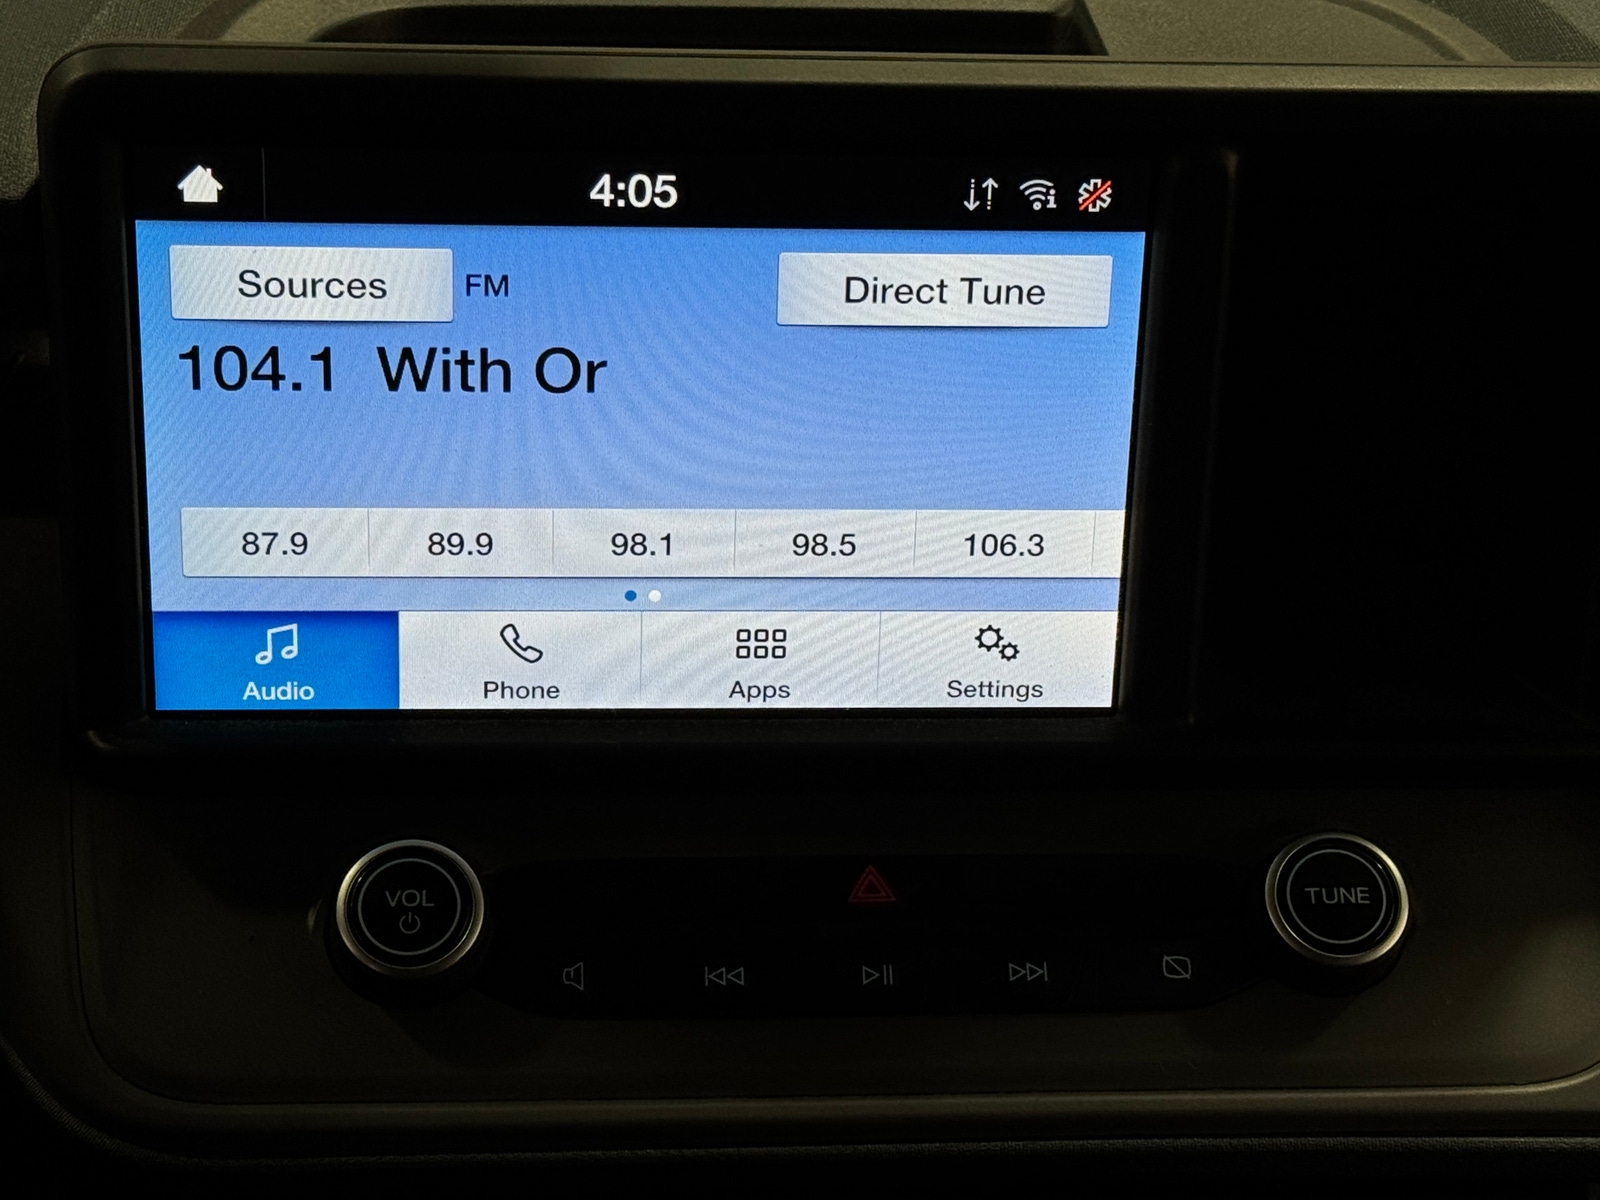 4:05
Sources FM Direct Tune
104.1 With Or
87.9 89.9 98.1 98.5 106.3
Audio Phone Apps Settings
VOL TUNE